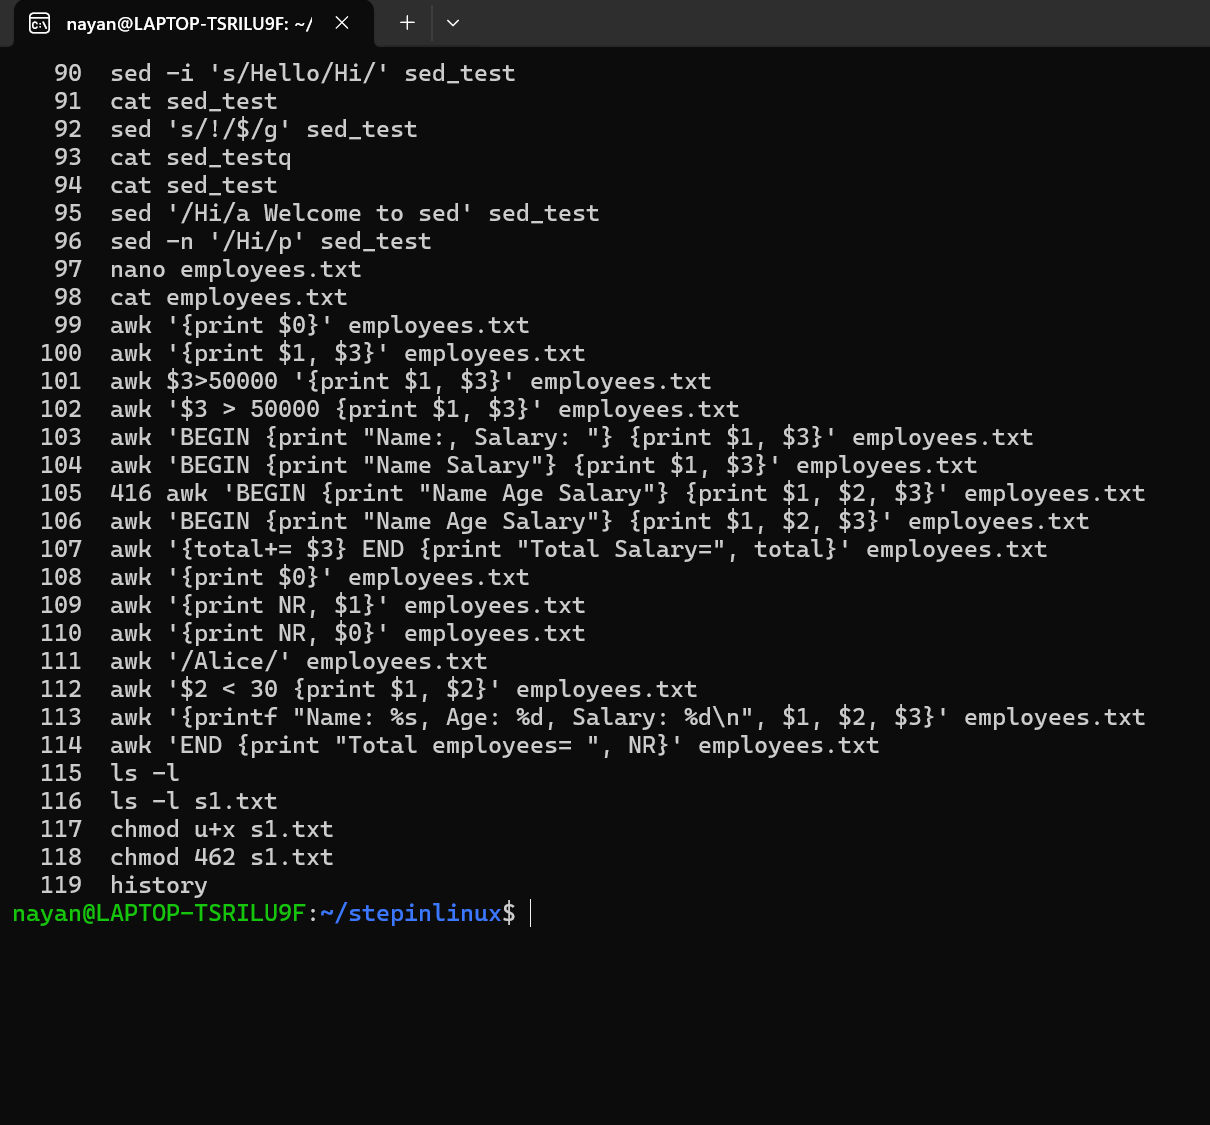 nayan@LAPTOP-TSRILU9F: ~/
90 sed -i 's/Hello/Hi/' sed_test
91 cat sed_test
92 sed 's/!/$/g' sed_test
93 cat sed_testq
94 cat sed_test
95 sed '/Hi/a Welcome to sed' sed_test
96 sed -n '/Hi/p' sed_test
97 nano employees.txt
98 cat employees.txt
99 awk '{print $0}' employees.txt
100 awk '{print $1, $3}' employees.txt
101 awk $3>50000 '{print $1, $3}' employees.txt
102 awk '$3 > 50000 {print $1, $3}' employees.txt
103 awk 'BEGIN {print "Name:, Salary: "} {print $1, $3}' employees.txt
104 awk 'BEGIN {print "Name Salary"} {print $1, $3}' employees.txt
105 416 awk 'BEGIN {print "Name Age Salary"} {print $1, $2, $3}' employees.txt
106 awk 'BEGIN {print "Name Age Salary"} {print $1, $2, $3}' employees.txt
107 awk '{total+= $3} END {print "Total Salary=", total}' employees.txt
108 awk '{print $0}' employees.txt
109 awk '{print NR, $1}' employees.txt
110 awk '{print NR, $0}' employees.txt
111 awk '/Alice/' employees.txt
112 awk '$2 < 30 {print $1, $2}' employees.txt
113 awk '{printf "Name: %s, Age: %d, Salary: %d\n", $1, $2, $3}' employees.txt
114 awk 'END {print "Total employees= ", NR}' employees.txt
115 ls -l
116 ls -l s1.txt
117 chmod u+x s1.txt
118 chmod 462 s1.txt
119 history
nayan@LAPTOP-TSRILU9F:~/stepinlinux$